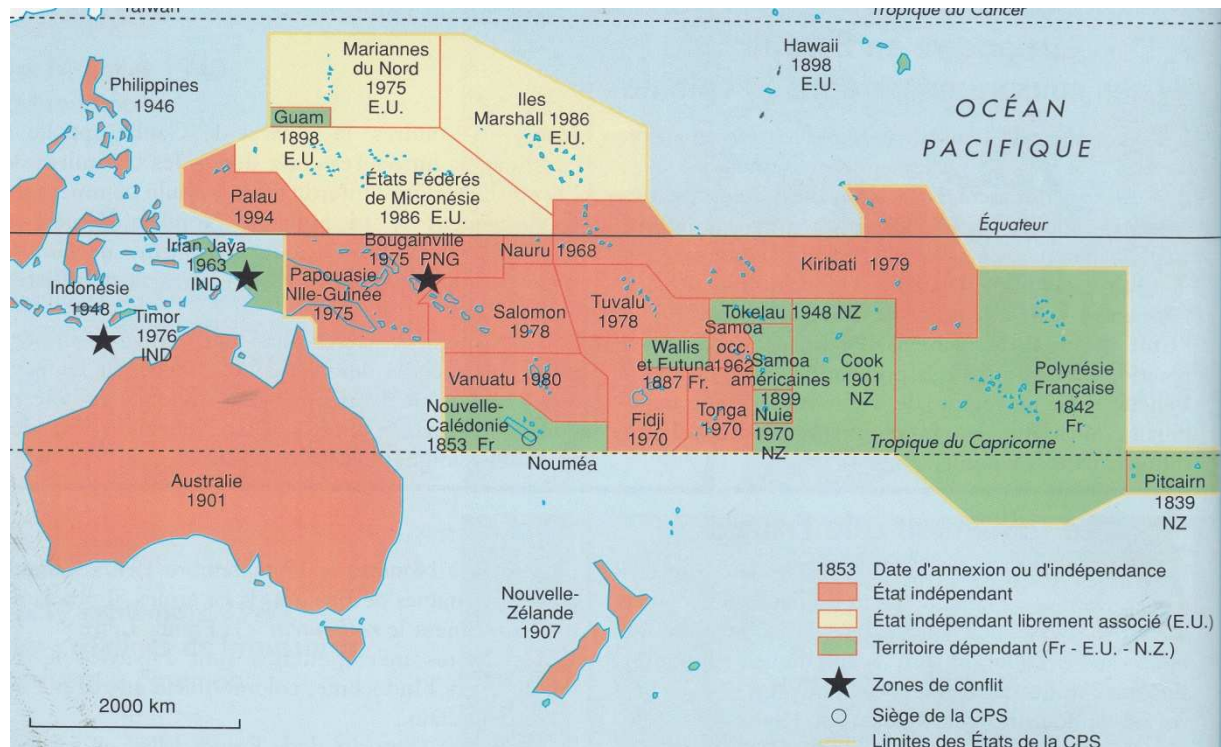 Taiwan
Tropique du Cancer
Philippines
1946
Mariannes
du Nord
1975
E.U.
Guam
1898
E.U.
Iles
Marshall 1986
E.U.
Hawaii
1898
E.U.
OCÉAN
PACIFIQUE
Palau
1994
États Fédérés
de Micronésie
1986 E.U.
Équateur
Irian Jaya
1963
IND
Bougainville
1975 PNG
Nauru 1968
Kiribati 1979
Indonésie
1948
Timor
1976
IND
Papouasie
Nlle-Guinée
1975
Salomon
1978
Tuvalu
1978
Tokelau 1948 NZ
Samoa
occ.
1962
Wallis
et Futuna
1887 Fr.
Samoa
américaines
1899
Cook
1901
NZ
Polynésie
Française
1842
Fr
Vanuatu 1980
Nouvelle-
Calédonie
1853 Fr
Fidji
1970
Tonga
1970
Nuie
1970
NZ
Nouméa
Tropique du Capricorne
Pitcairn
1839
NZ
Australie
1901
Nouvelle-
Zélande
1907
1853 Date d'annexion ou d'indépendance
État indépendant
État indépendant librement associé (E.U.)
Territoire dépendant (Fr - E.U. - N.Z.)
Zones de conflit
Siège de la CPS
Limites des États de la CPS
2000 km